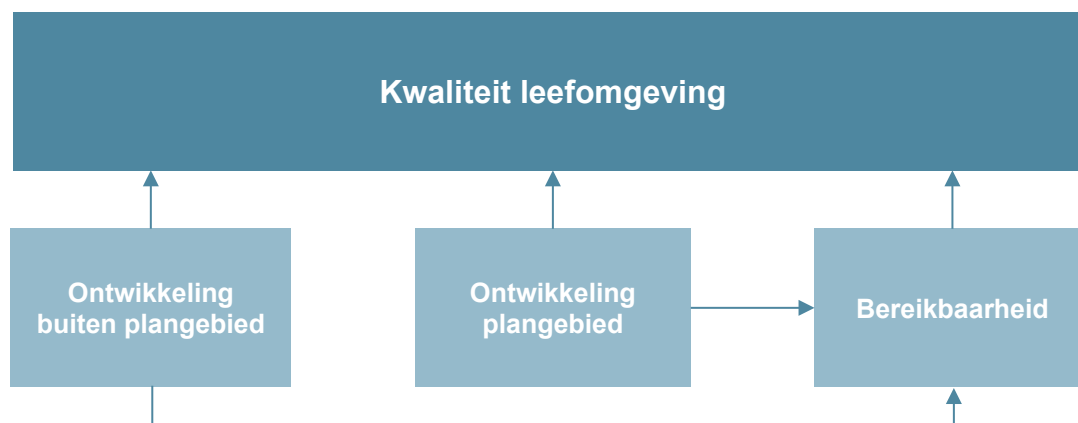 Kwaliteit leefomgeving
Ontwikkeling
buiten plangebied
Ontwikkeling
plangebied
Bereikbaarheid